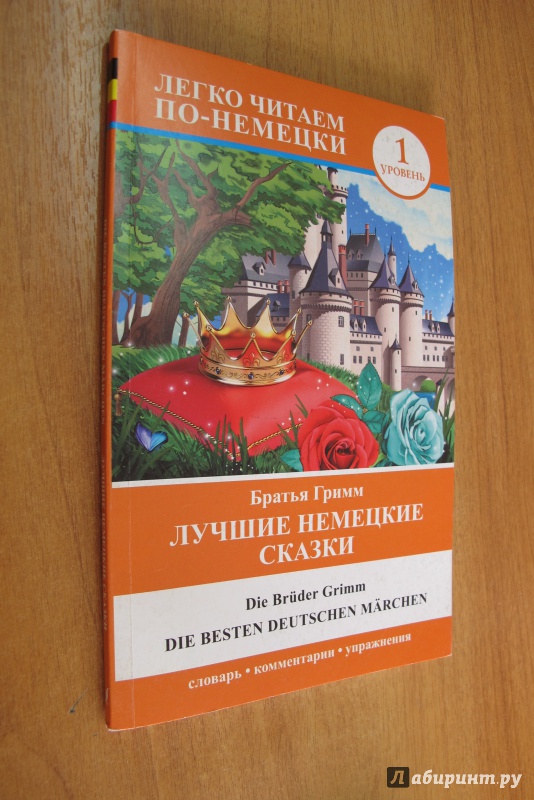 ЛЕГКО ЧИТАЕМ
ПО-НЕМЕЦКИ
1
УРОВЕНЬ
Братья Гримм
ЛУЧШИЕ НЕМЕЦКИЕ
СКАЗКИ
Die Brüder Grimm
DIE BESTEN DEUTSCHEN MÄRCHEN
словарь • комментарии • упражнения
Лабиринт.ру